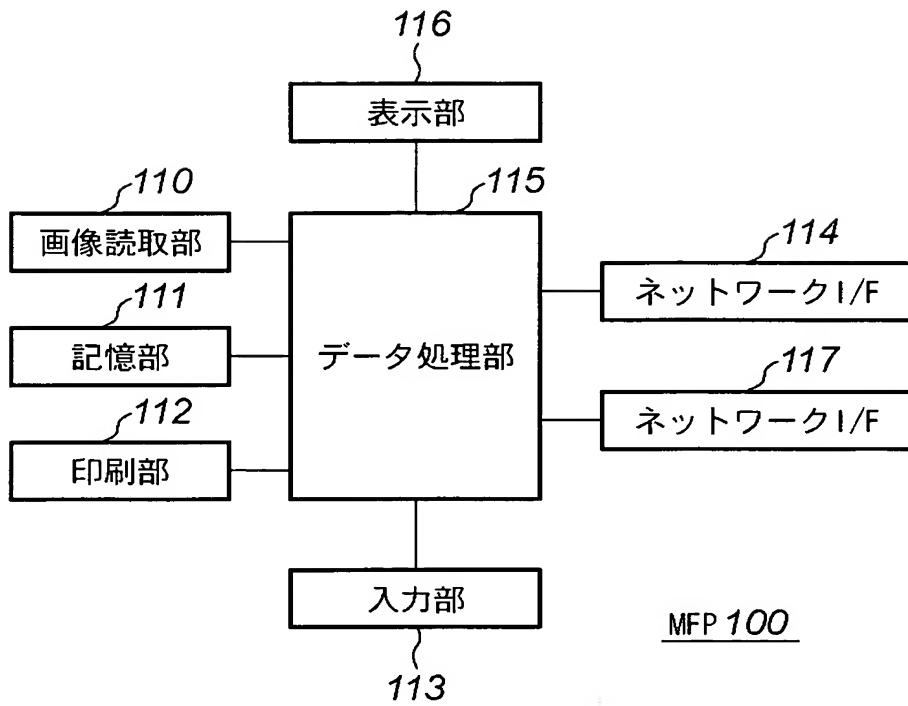 116
表示部
110
115
画像読取部
114
ネットワークI/F
111
記憶部
データ処理部
117
ネットワークI/F
112
印刷部
入力部
MFP 100
113